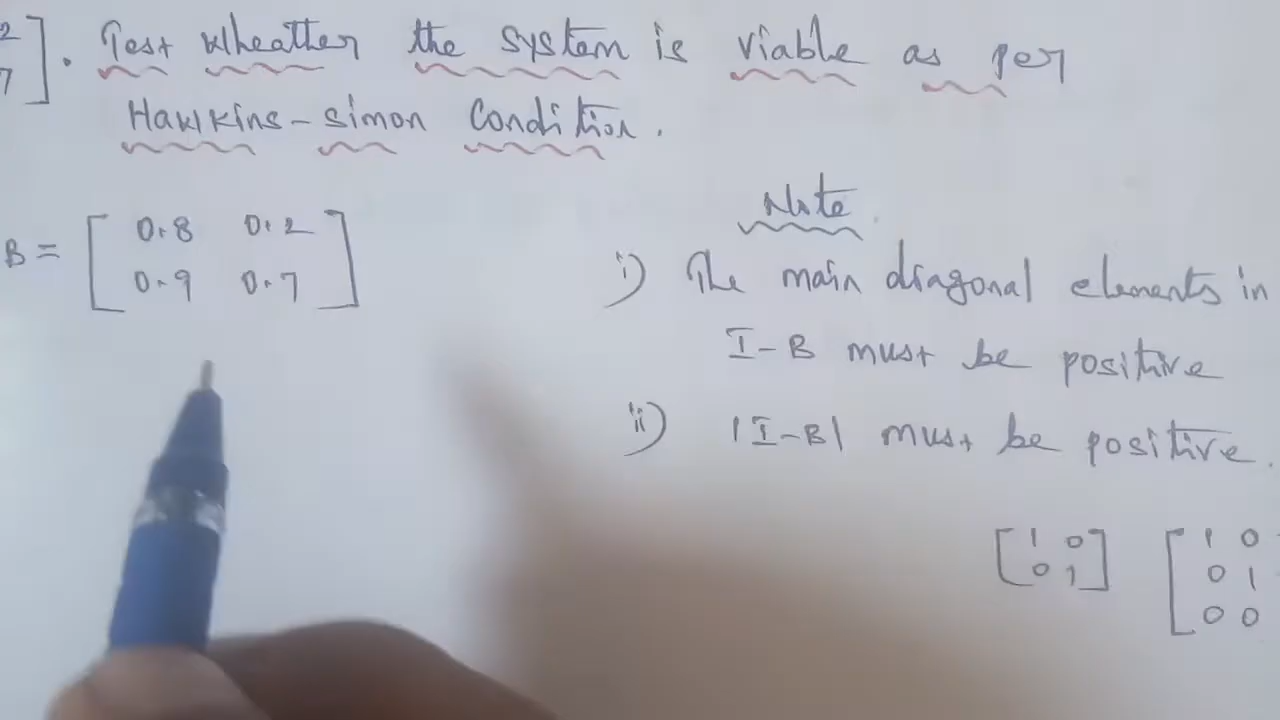 2
7 ]. Test Wheather the system is viable as per
Hawkins-simon Condition.
B = [ 0.8 0.2
0.9 0.7 ]
Note
i) The main diagonal elements in
I-B must be positive
ii) |I-B| must be positive.
[ 1 0
0 1 ]
[ 1 0
0 1
0 0